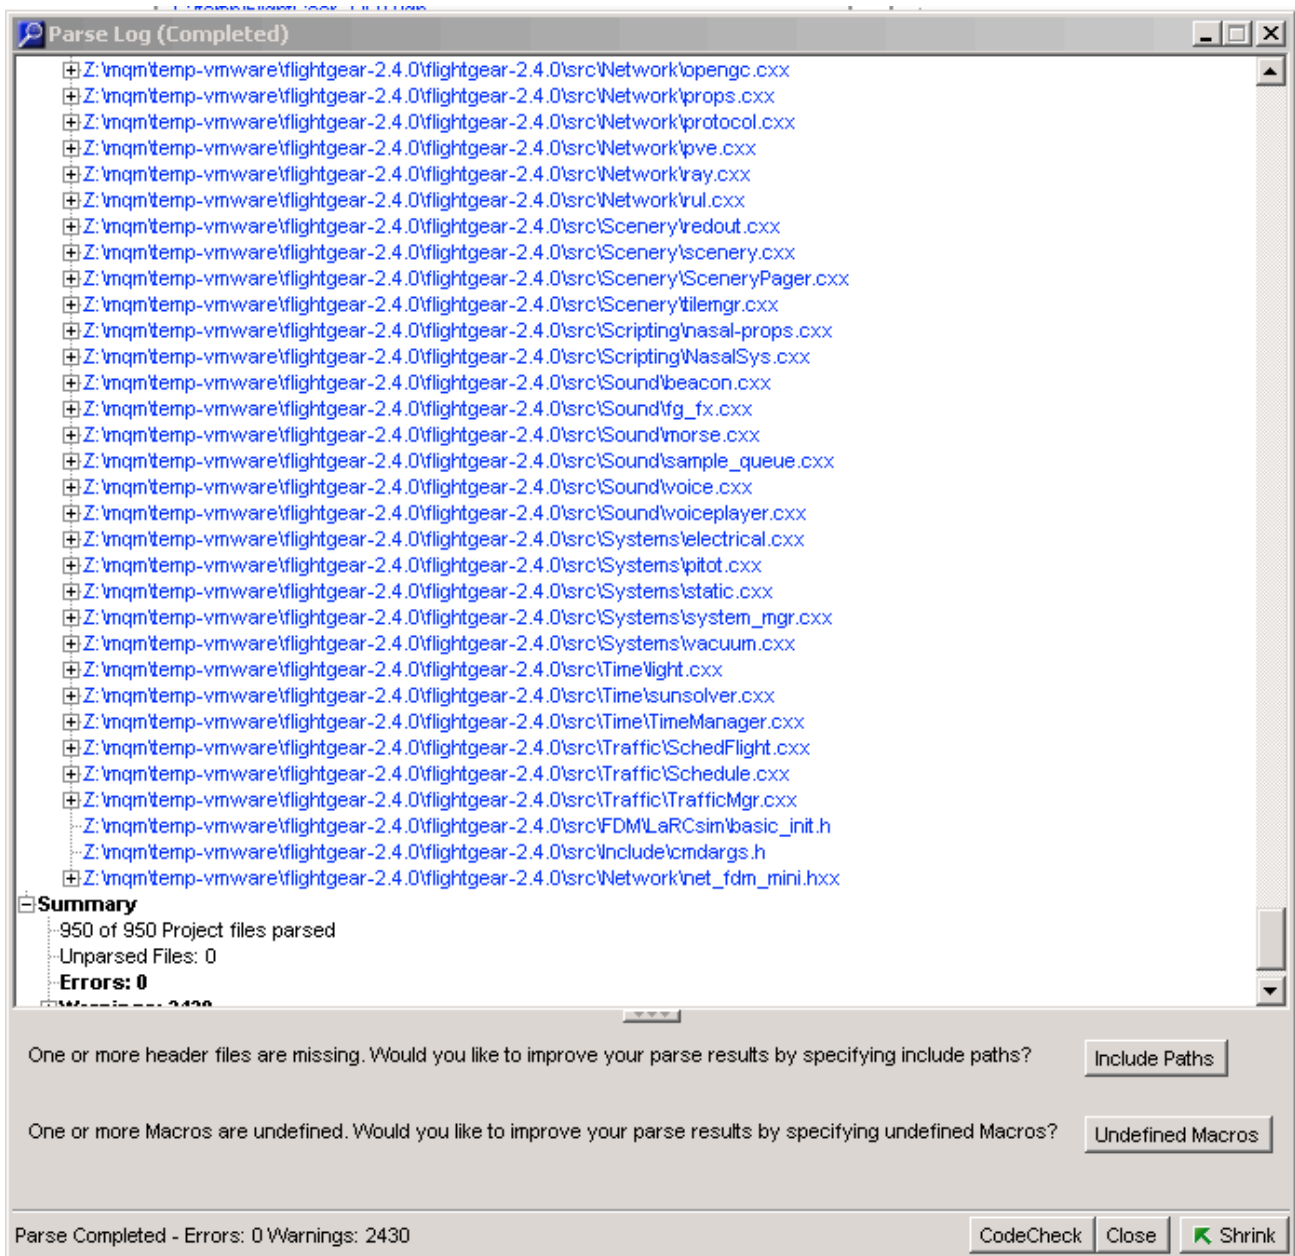 Parse Log (Completed)
Z:\mqm\temp-vmware\flightgear-2.4.0\flightgear-2.4.0\src\Network\opengc.cxx
Z:\mqm\temp-vmware\flightgear-2.4.0\flightgear-2.4.0\src\Network\props.cxx
Z:\mqm\temp-vmware\flightgear-2.4.0\flightgear-2.4.0\src\Network\protocol.cxx
Z:\mqm\temp-vmware\flightgear-2.4.0\flightgear-2.4.0\src\Network\pve.cxx
Z:\mqm\temp-vmware\flightgear-2.4.0\flightgear-2.4.0\src\Network\ray.cxx
Z:\mqm\temp-vmware\flightgear-2.4.0\flightgear-2.4.0\src\Network\rul.cxx
Z:\mqm\temp-vmware\flightgear-2.4.0\flightgear-2.4.0\src\Scenery\redout.cxx
Z:\mqm\temp-vmware\flightgear-2.4.0\flightgear-2.4.0\src\Scenery\scenery.cxx
Z:\mqm\temp-vmware\flightgear-2.4.0\flightgear-2.4.0\src\Scenery\SceneryPager.cxx
Z:\mqm\temp-vmware\flightgear-2.4.0\flightgear-2.4.0\src\Scenery\tilemgr.cxx
Z:\mqm\temp-vmware\flightgear-2.4.0\flightgear-2.4.0\src\Scripting\nasal-props.cxx
Z:\mqm\temp-vmware\flightgear-2.4.0\flightgear-2.4.0\src\Scripting\NasalSys.cxx
Z:\mqm\temp-vmware\flightgear-2.4.0\flightgear-2.4.0\src\Sound\beacon.cxx
Z:\mqm\temp-vmware\flightgear-2.4.0\flightgear-2.4.0\src\Sound\fg_fx.cxx
Z:\mqm\temp-vmware\flightgear-2.4.0\flightgear-2.4.0\src\Sound\morse.cxx
Z:\mqm\temp-vmware\flightgear-2.4.0\flightgear-2.4.0\src\Sound\sample_queue.cxx
Z:\mqm\temp-vmware\flightgear-2.4.0\flightgear-2.4.0\src\Sound\voice.cxx
Z:\mqm\temp-vmware\flightgear-2.4.0\flightgear-2.4.0\src\Sound\voiceplayer.cxx
Z:\mqm\temp-vmware\flightgear-2.4.0\flightgear-2.4.0\src\Systems\electrical.cxx
Z:\mqm\temp-vmware\flightgear-2.4.0\flightgear-2.4.0\src\Systems\pitot.cxx
Z:\mqm\temp-vmware\flightgear-2.4.0\flightgear-2.4.0\src\Systems\static.cxx
Z:\mqm\temp-vmware\flightgear-2.4.0\flightgear-2.4.0\src\Systems\system_mgr.cxx
Z:\mqm\temp-vmware\flightgear-2.4.0\flightgear-2.4.0\src\Systems\vacuum.cxx
Z:\mqm\temp-vmware\flightgear-2.4.0\flightgear-2.4.0\src\Time\light.cxx
Z:\mqm\temp-vmware\flightgear-2.4.0\flightgear-2.4.0\src\Time\sunsolver.cxx
Z:\mqm\temp-vmware\flightgear-2.4.0\flightgear-2.4.0\src\Time\TimeManager.cxx
Z:\mqm\temp-vmware\flightgear-2.4.0\flightgear-2.4.0\src\Traffic\SchedFlight.cxx
Z:\mqm\temp-vmware\flightgear-2.4.0\flightgear-2.4.0\src\Traffic\Schedule.cxx
Z:\mqm\temp-vmware\flightgear-2.4.0\flightgear-2.4.0\src\Traffic\TrafficMgr.cxx
Z:\mqm\temp-vmware\flightgear-2.4.0\flightgear-2.4.0\src\FDM\LaRCsim\basic_init.h
Z:\mqm\temp-vmware\flightgear-2.4.0\flightgear-2.4.0\src\Include\cmdargs.h
Z:\mqm\temp-vmware\flightgear-2.4.0\flightgear-2.4.0\src\Network\net_fdm_mini.hxx
Summary
950 of 950 Project files parsed
Unparsed Files: 0
Errors: 0
Warnings: 2430
One or more header files are missing. Would you like to improve your parse results by specifying include paths? Include Paths
One or more Macros are undefined. Would you like to improve your parse results by specifying undefined Macros? Undefined Macros
Parse Completed - Errors: 0 Warnings: 2430 CodeCheck Close Shrink